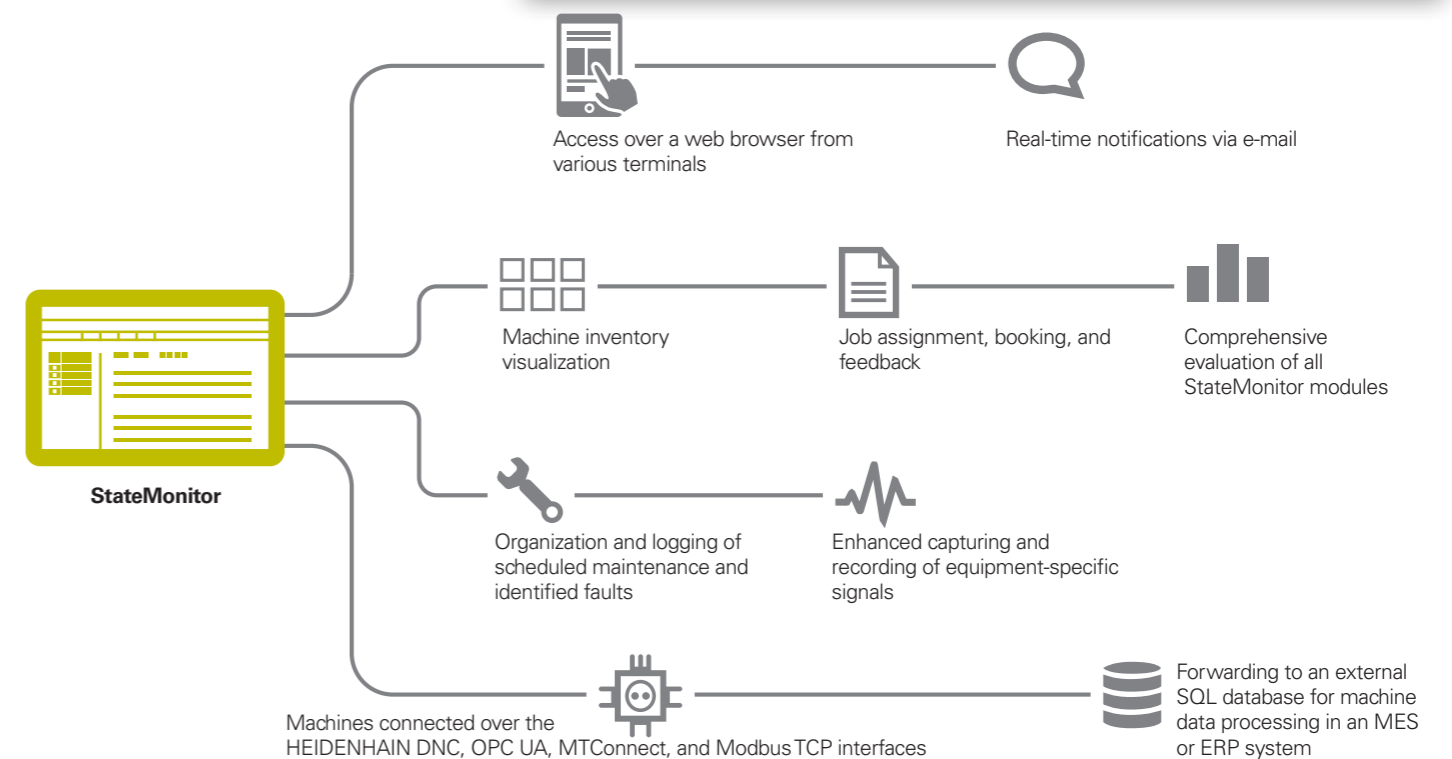 Access over a web browser from
various terminals
Real-time notifications via e-mail
Machine inventory
visualization
Job assignment, booking, and
feedback
Comprehensive
evaluation of all
StateMonitor modules
StateMonitor
Organization and logging of
scheduled maintenance and
identified faults
Enhanced capturing and
recording of equipment-specific
signals
Machines connected over the
HEIDENHAIN DNC, OPC UA, MTConnect, and Modbus TCP interfaces
Forwarding to an external
SQL database for machine
data processing in an MES
or ERP system